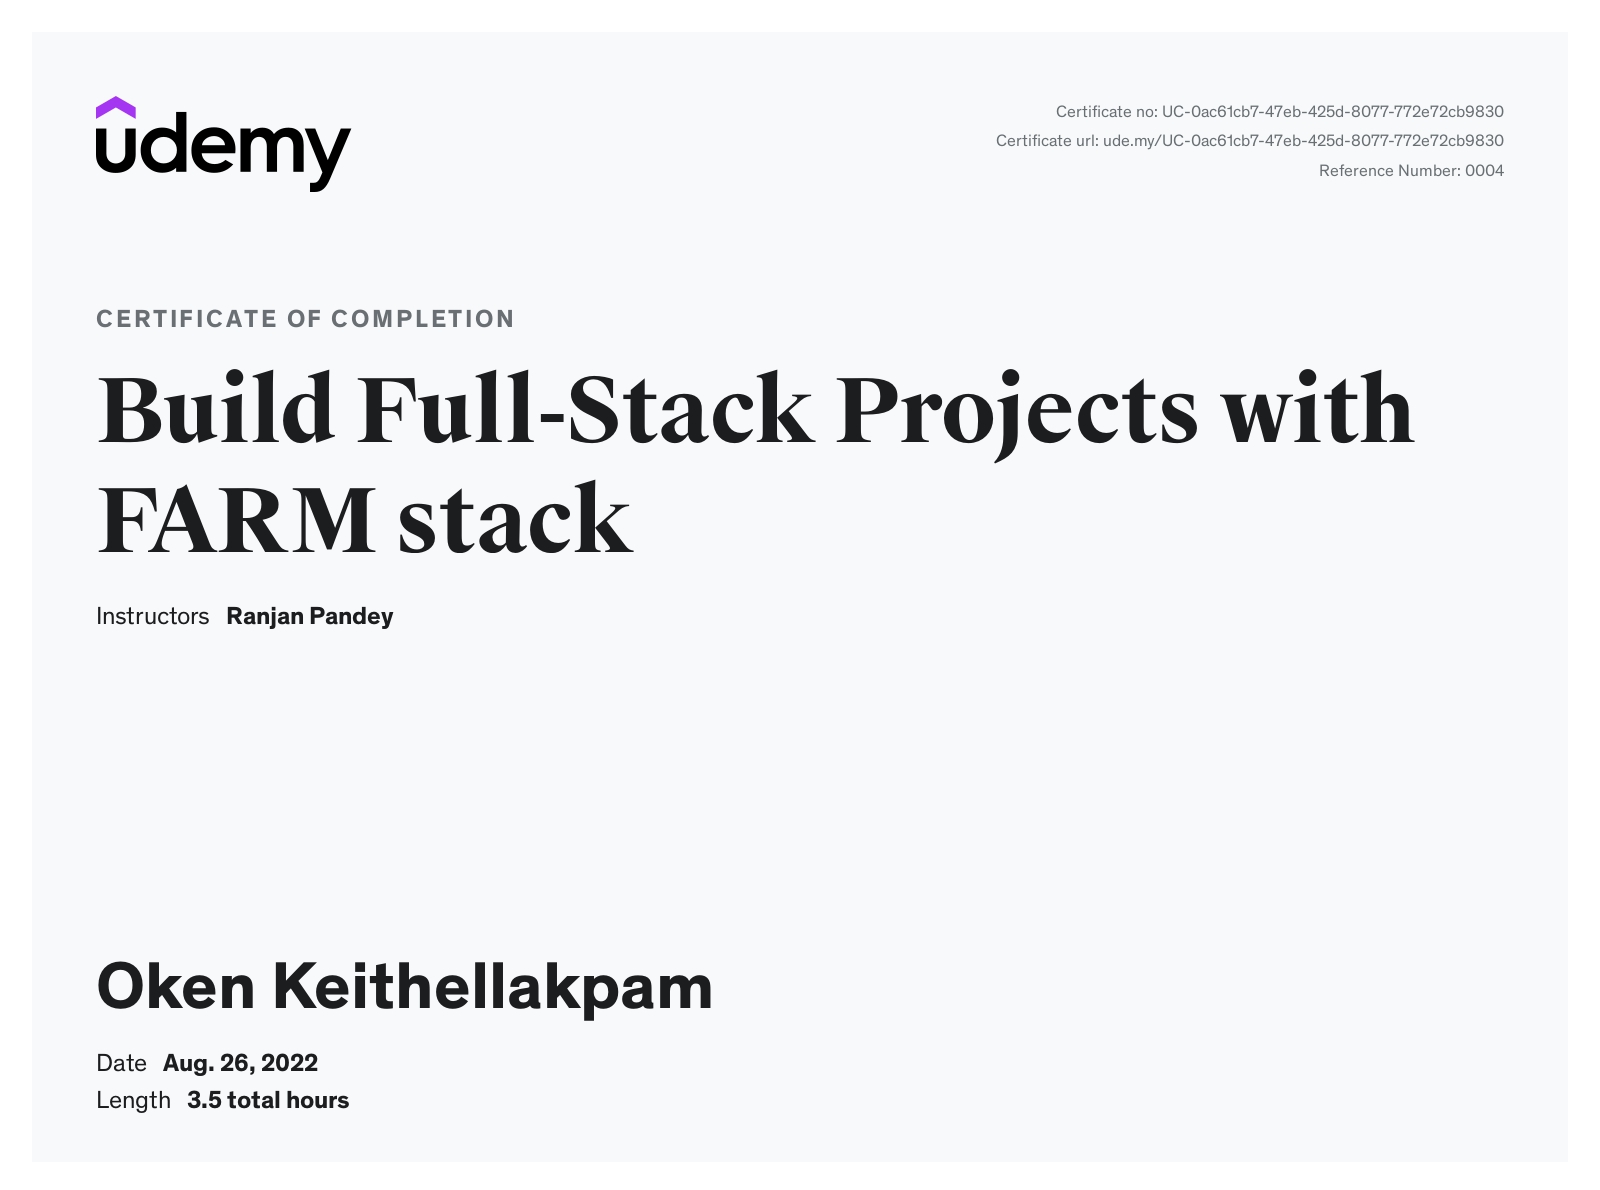 udemy
Certificate no: UC-0ac61cb7-47eb-425d-8077-772e72cb9830
Certificate url: ude.my/UC-0ac61cb7-47eb-425d-8077-772e72cb9830
Reference Number: 0004
CERTIFICATE OF COMPLETION
Build Full-Stack Projects with
FARM stack
Instructors Ranjan Pandey
Oken Keithellakpam
Date Aug. 26, 2022
Length 3.5 total hours